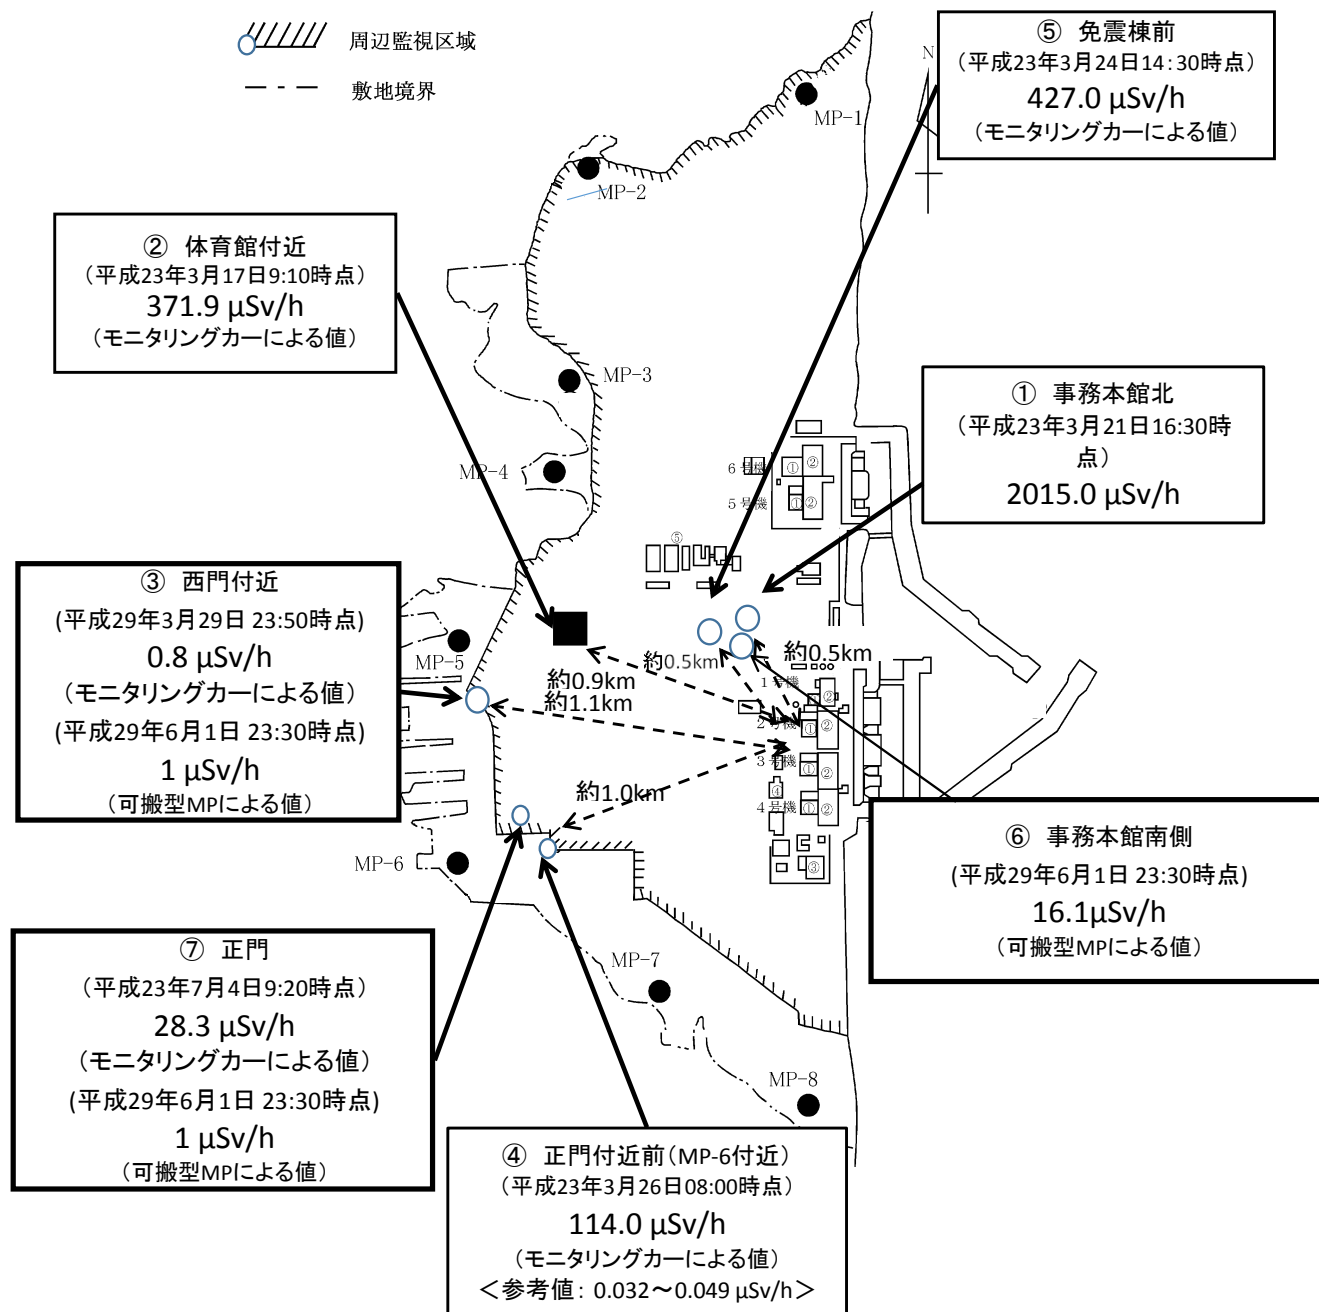 周辺監視区域
敷地境界
⑤ 免震棟前
（平成23年3月24日14:30時点）
427.0 μSv/h
（モニタリングカーによる値）
N
MP-1
MP-2
② 体育館付近
（平成23年3月17日9:10時点）
371.9 μSv/h
（モニタリングカーによる値）
MP-3
① 事務本館北
（平成23年3月21日16:30時
点）
2015.0 μSv/h
MP-4
６号機
① ②
５号機
① ②
⑤
③ 西門付近
(平成29年3月29日 23:50時点)
0.8 μSv/h
（モニタリングカーによる値）
(平成29年6月1日 23:30時点)
1 μSv/h
（可搬型MPによる値）
MP-5
約0.5km
約0.5km
約0.9km
約1.1km
１号機
②
２号機
① ②
３号機
① ②
④
４号機
① ②
③
約1.0km
MP-6
⑥ 事務本館南側
(平成29年6月1日 23:30時点)
16.1μSv/h
（可搬型MPによる値）
⑦ 正門
（平成23年7月4日9:20時点）
28.3 μSv/h
（モニタリングカーによる値）
(平成29年6月1日 23:30時点)
1 μSv/h
（可搬型MPによる値）
MP-7
MP-8
④ 正門付近前（MP-6付近）
（平成23年3月26日08:00時点）
114.0 μSv/h
（モニタリングカーによる値）
＜参考値： 0.032～0.049 μSv/h＞